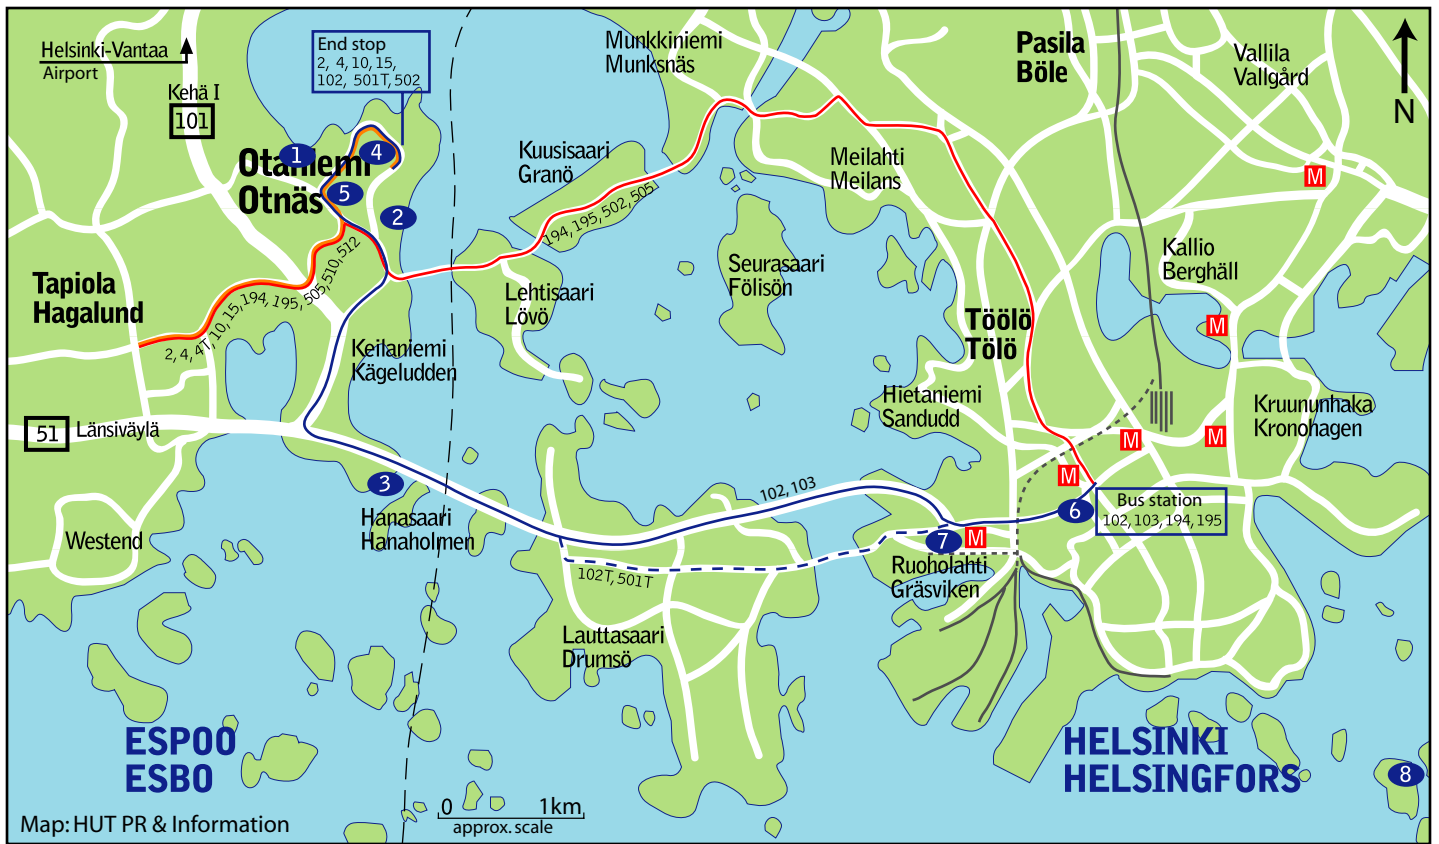 Helsinki-Vantaa
Airport
Kehä I
101
End stop
2, 4, 10, 15,
102, 501T, 502
Munkkiniemi
Munksnäs
Pasila
Böle
Vallila
Vallgård
N
1
Otaniemi
Otnäs
4
5
2
Kuusisaari
Granö
194, 195, 502, 505
Meilahti
Meilans
M
Kallio
Berghäll
Tapiola
Hagalund
2, 4, 4T, 10, 15, 194, 195, 505, 510, 512
Lehtisaari
Lövö
Seurasaari
Fölisön
Töölö
Tölö
M
Keilaniemi
Kägeludden
Hietaniemi
Sandudd
Kruununhaka
Kronohagen
51
Länsiväylä
M
M
M
3
102, 103
6
Bus station
102, 103, 194, 195
Hanasaari
Hanaholmen
Westend
7
M
Ruoholahti
Gräsviken
102T, 501T
Lauttasaari
Drumsö
ESPOO
ESBO
HELSINKI
HELSINGFORS
8
0 1km
approx. scale
Map: HUT PR & Information